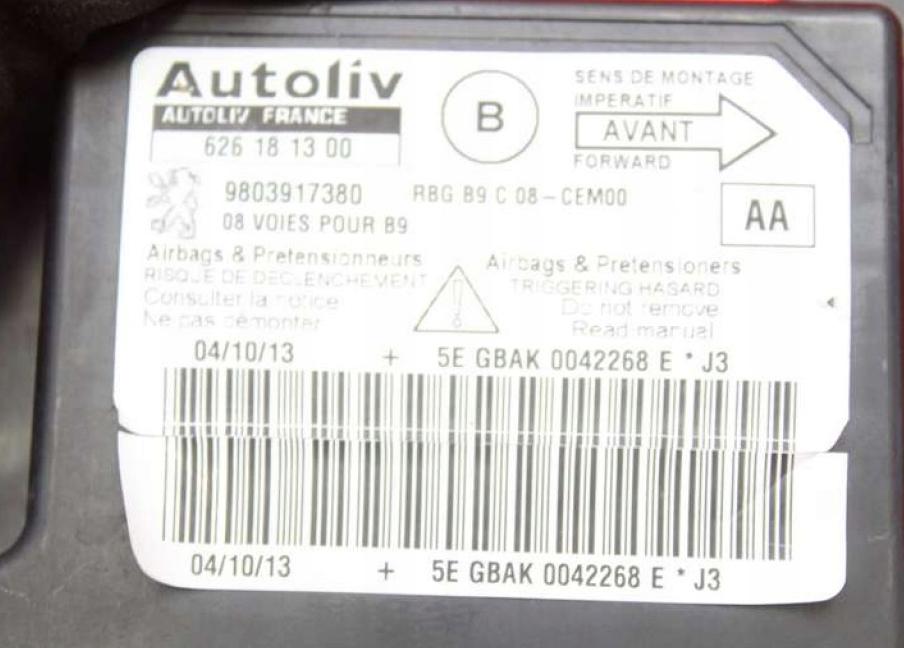 Autoliv
AUTOLIV FRANCE
626 18 13 00
B
SENS DE MONTAGE
IMPERATIF
AVANT
FORWARD
9803917380 RBG B9 C 08-CEM00
08 VOIES POUR B9
AA
Airbags & Pretensionneurs
RISQUE DE DECLENCHEMENT
Consulter la notice
Ne pas démonter
!
Airbags & Pretensioners
TRIGGERING HASARD
Do not remove
Read manual
04/10/13 + 5E GBAK 0042268 E * J3
04/10/13 + 5E GBAK 0042268 E * J3